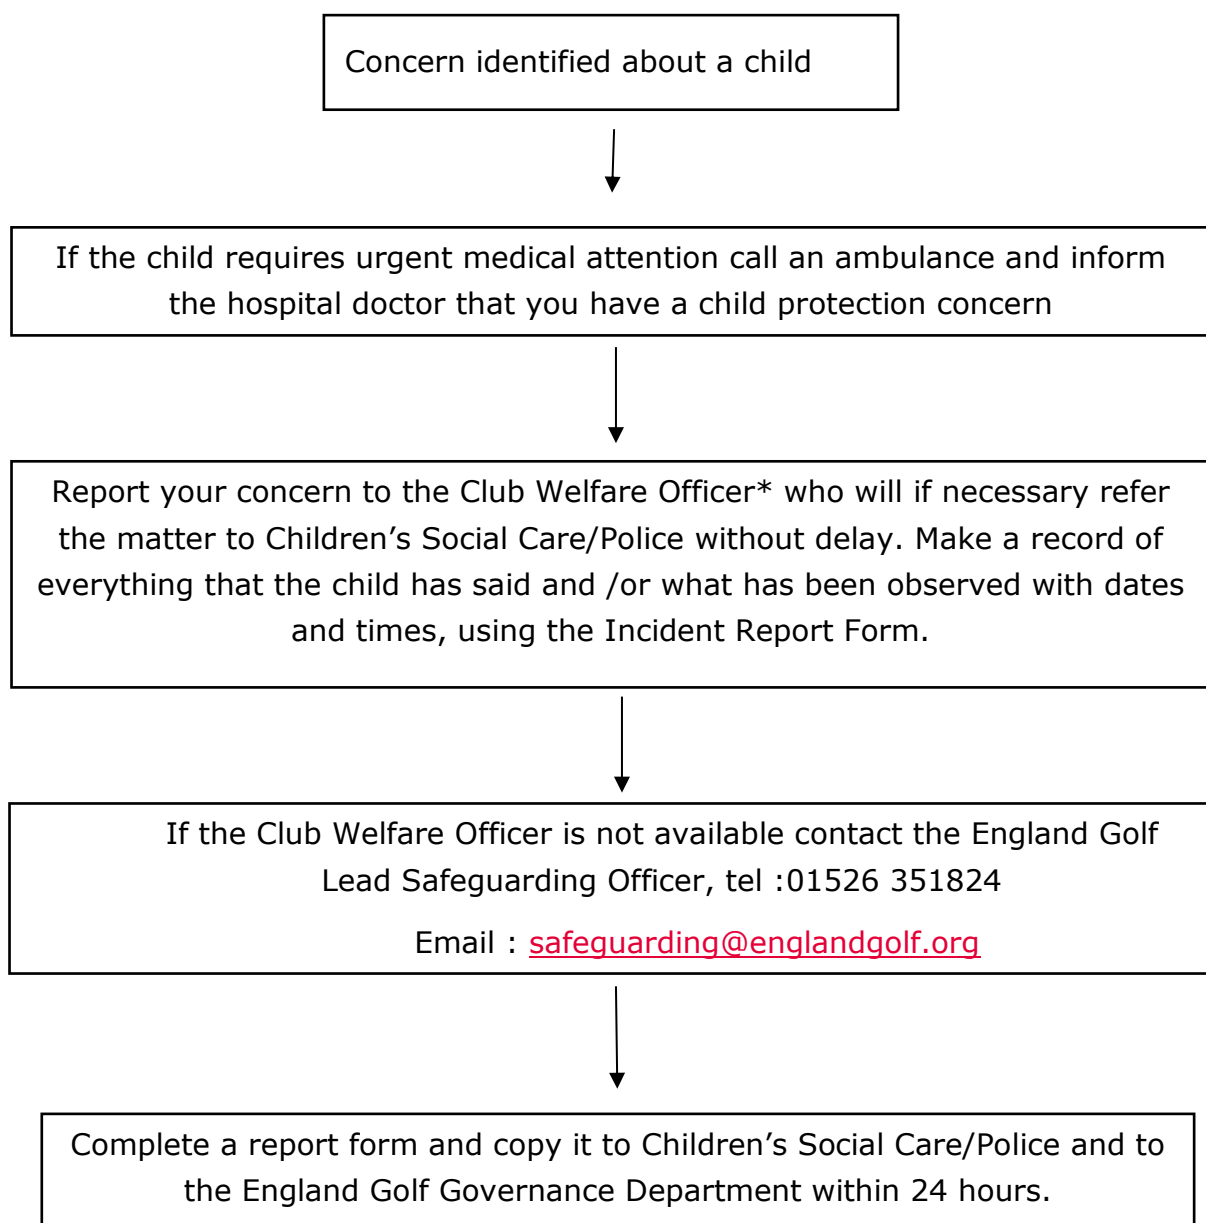 Concern identified about a child
If the child requires urgent medical attention call an ambulance and inform
the hospital doctor that you have a child protection concern
Report your concern to the Club Welfare Officer* who will if necessary refer
the matter to Children’s Social Care/Police without delay. Make a record of
everything that the child has said and /or what has been observed with dates
and times, using the Incident Report Form.
If the Club Welfare Officer is not available contact the England Golf
Lead Safeguarding Officer, tel :01526 351824
Email : safeguarding@englandgolf.org
Complete a report form and copy it to Children’s Social Care/Police and to
the England Golf Governance Department within 24 hours.